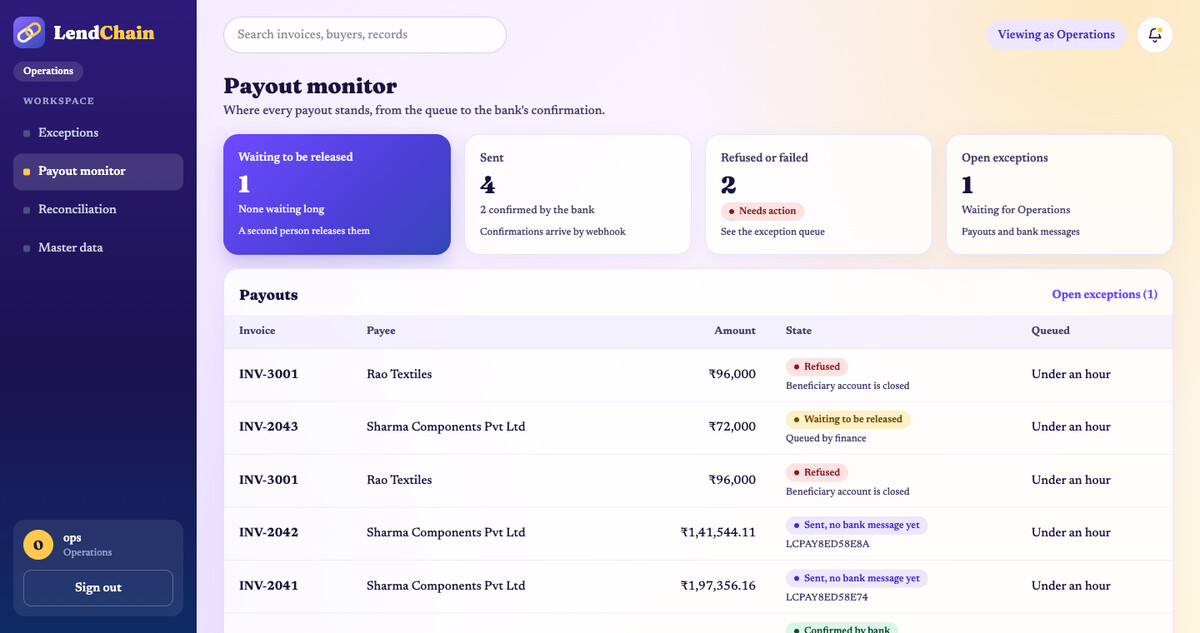 LendChain
Operations
WORKSPACE
Exceptions
Payout monitor
Reconciliation
Master data
O
ops
Operations
Sign out
Search invoices, buyers, records
Viewing as Operations
Payout monitor
Where every payout stands, from the queue to the bank's confirmation.
Waiting to be released
1
None waiting long
A second person releases them
Sent
4
2 confirmed by the bank
Confirmations arrive by webhook
Refused or failed
2
Needs action
See the exception queue
Open exceptions
1
Waiting for Operations
Payouts and bank messages
Payouts
Open exceptions (1)
Invoice Payee Amount State Queued
INV-3001 Rao Textiles ₹96,000 Refused Under an hour
Beneficiary account is closed
INV-2043 Sharma Components Pvt Ltd ₹72,000 Waiting to be released Under an hour
Queued by finance
INV-3001 Rao Textiles ₹96,000 Refused Under an hour
Beneficiary account is closed
INV-2042 Sharma Components Pvt Ltd ₹1,41,544.11 Sent, no bank message yet Under an hour
LCPAY8ED58E8A
INV-2041 Sharma Components Pvt Ltd ₹1,97,356.16 Sent, no bank message yet Under an hour
LCPAY8ED58E74
Confirmed by bank